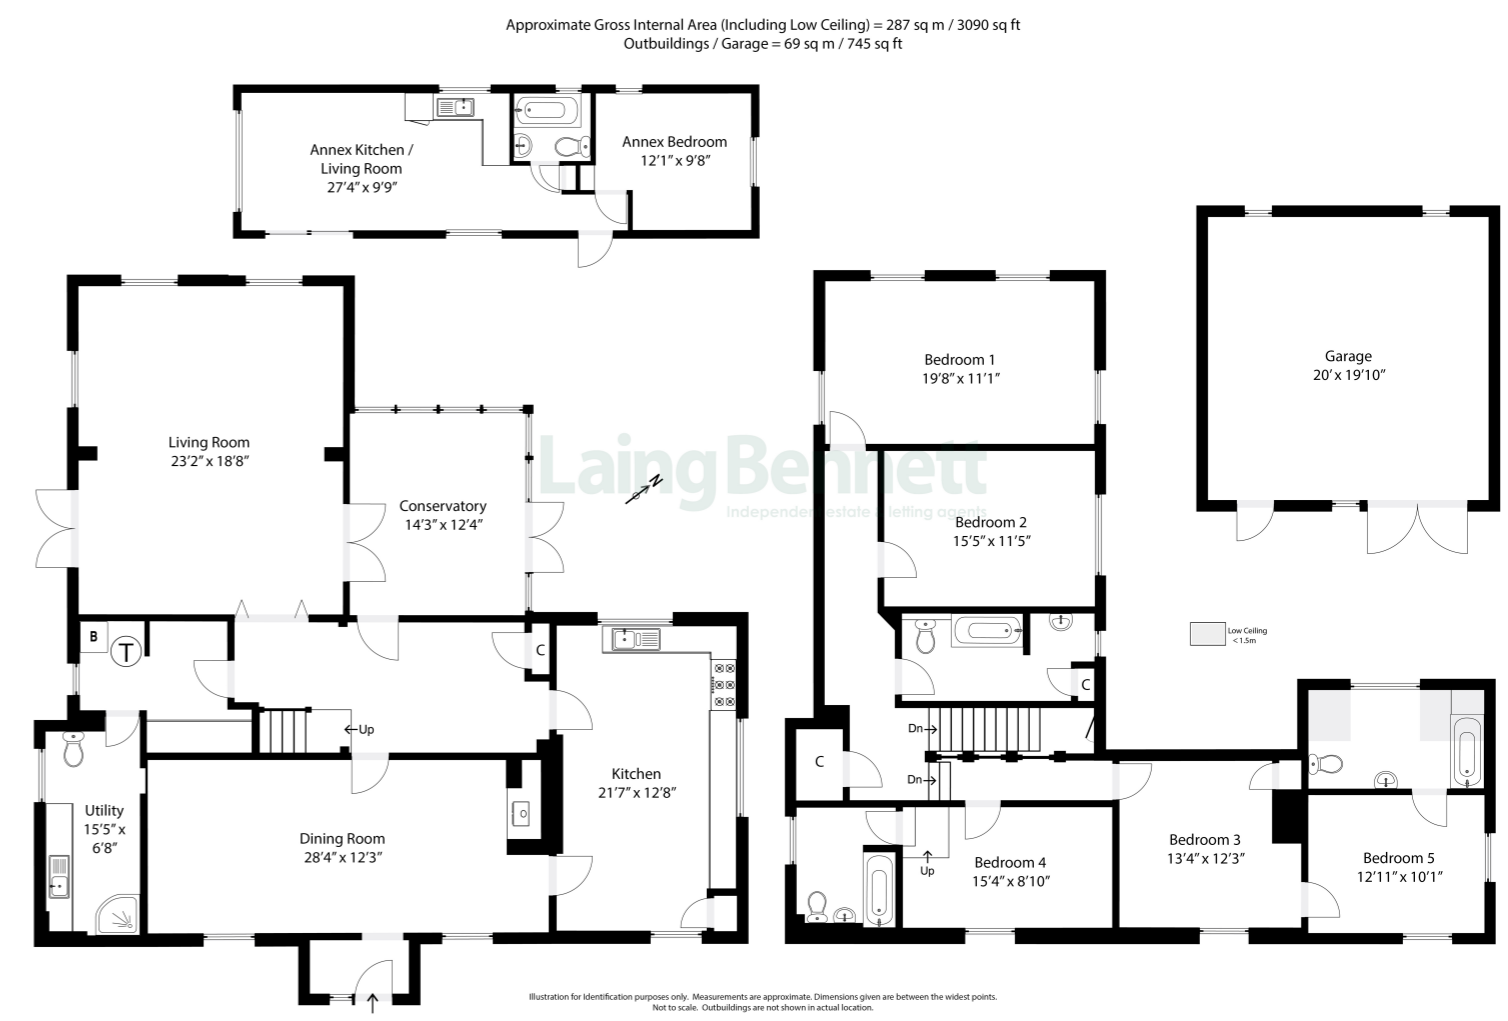 Approximate Gross Internal Area (Including Low Ceiling) = 287 sq m / 3090 sq ft
Outbuildings / Garage = 69 sq m / 745 sq ft
Annex Kitchen /
Living Room
27'4" x 9'9"
Annex Bedroom
12'1" x 9'8"
Living Room
23'2" x 18'8"
Conservatory
14'3" x 12'4"
B
T
C
Up
Kitchen
21'7" x 12'8"
Utility
15'5" x
6'8"
Dining Room
28'4" x 12'3"
Laing Bennett
Independent estate & letting agents
N
Bedroom 1
19'8" x 11'1"
Bedroom 2
15'5" x 11'5"
C
Dn
C
Dn
Up
Bedroom 4
15'4" x 8'10"
Bedroom 3
13'4" x 12'3"
Bedroom 5
12'11" x 10'1"
Garage
20' x 19'10"
Low Ceiling
< 1.5m
Illustration for Identification purposes only. Measurements are approximate. Dimensions given are between the widest points.
Not to scale. Outbuildings are not shown in actual location.